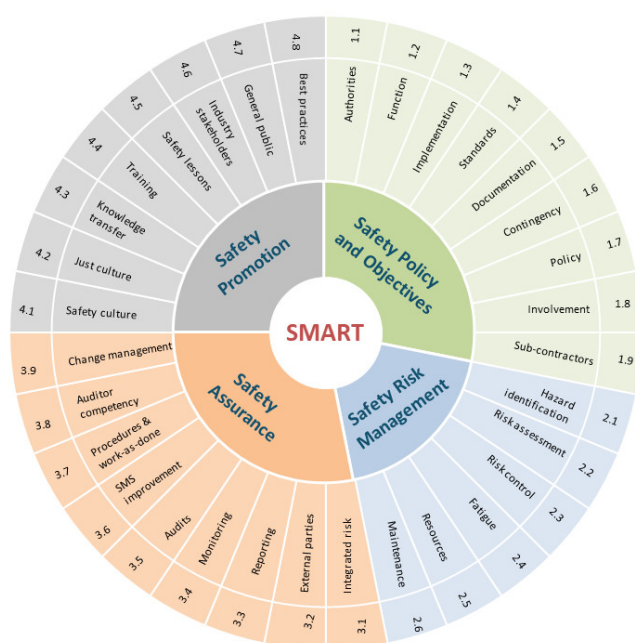 SMART
Safety Policy
and Objectives
1.1
Authorities
1.2
Function
1.3
Implementation
1.4
Standards
1.5
Documentation
1.6
Contingency
1.7
Policy
1.8
Involvement
1.9
Sub-contractors
Safety Risk
Management
2.1
Hazard
identification
2.2
Risk assessment
2.3
Risk control
2.4
Fatigue
2.5
Resources
2.6
Maintenance
Safety
Assurance
3.1
Integrated risk
3.2
External parties
3.3
Reporting
3.4
Monitoring
3.5
Audits
3.6
SMS
improvement
3.7
Procedures &
work-as-done
3.8
Auditor
competency
3.9
Change management
Safety
Promotion
4.1
Safety culture
4.2
Just culture
4.3
Knowledge
transfer
4.4
Training
4.5
Safety lessons
4.6
Industry
stakeholders
4.7
General public
4.8
Best practices